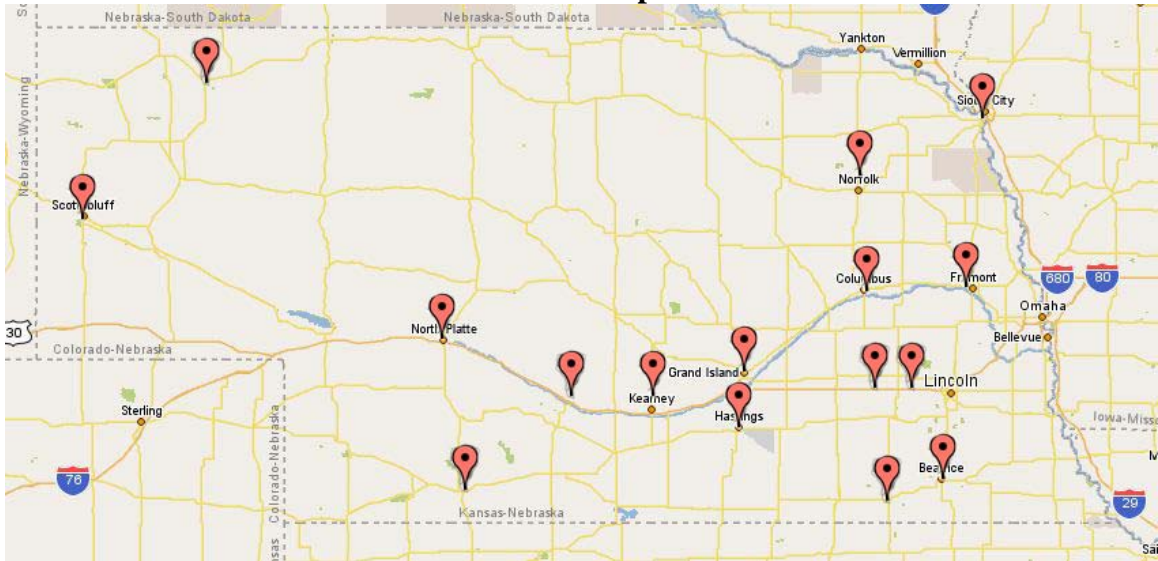 Nebraska-South Dakota
Nebraska-South Dakota
Yankton
Vermillion
Sioux City
Nebraska-Wyoming
Scottsbluff
Norfolk
Columbus
Fremont
680
80
Omaha
30
North Platte
Bellevue
Colorado-Nebraska
Grand Island
Lincoln
Kearney
Sterling
Hastings
Iowa-Misso
Colorado-Nebraska
Beatrice
M
76
29
Kansas-Nebraska
nsas
Sai